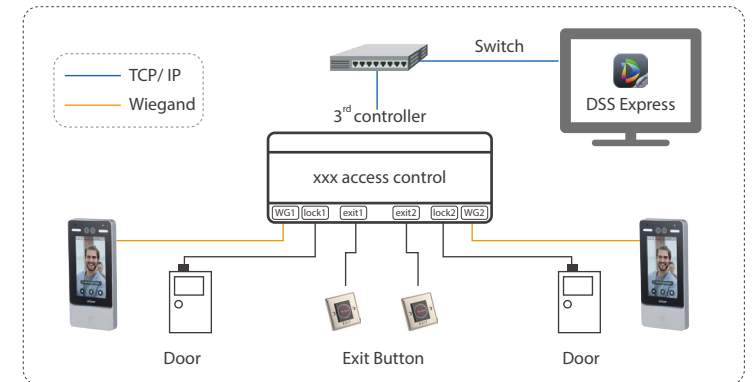 Switch
TCP/ IP
Wiegand
DSS Express
3rd controller
xxx access control
WG1 lock1 exit1 exit2 lock2 WG2
Door
Exit Button
Door